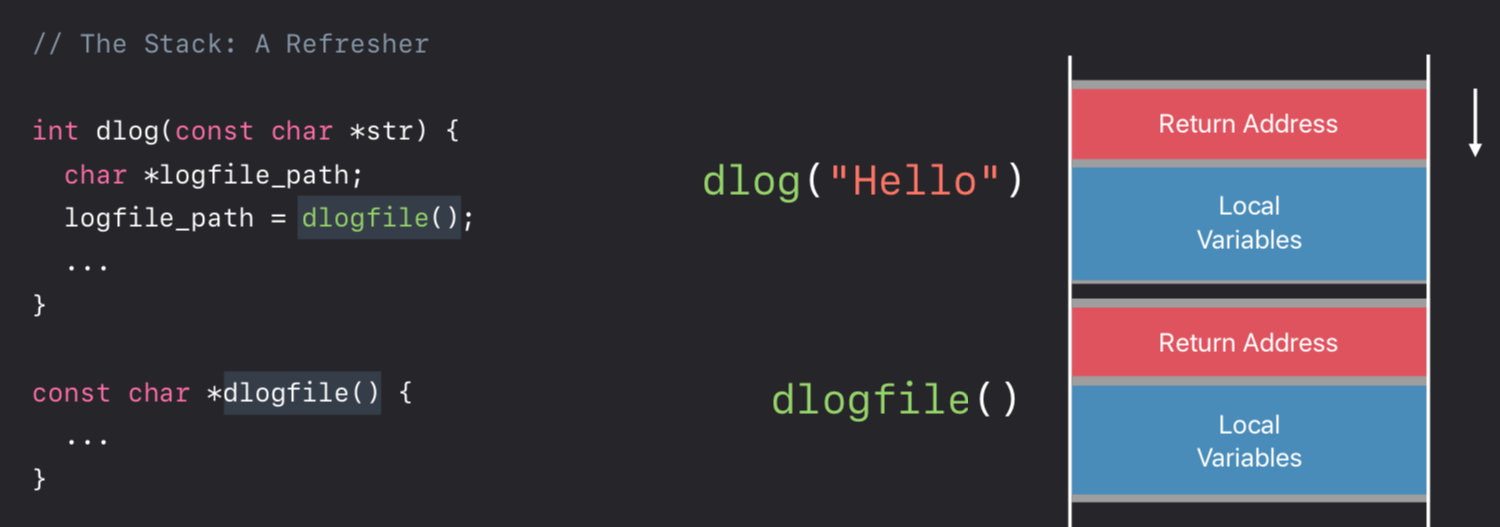 // The Stack: A Refresher
int dlog(const char *str) {
  char *logfile_path;
  logfile_path = dlogfile();
  ...
}
const char *dlogfile() {
  ...
}
dlog("Hello")
dlogfile()
Return Address
Local
Variables
Return Address
Local
Variables